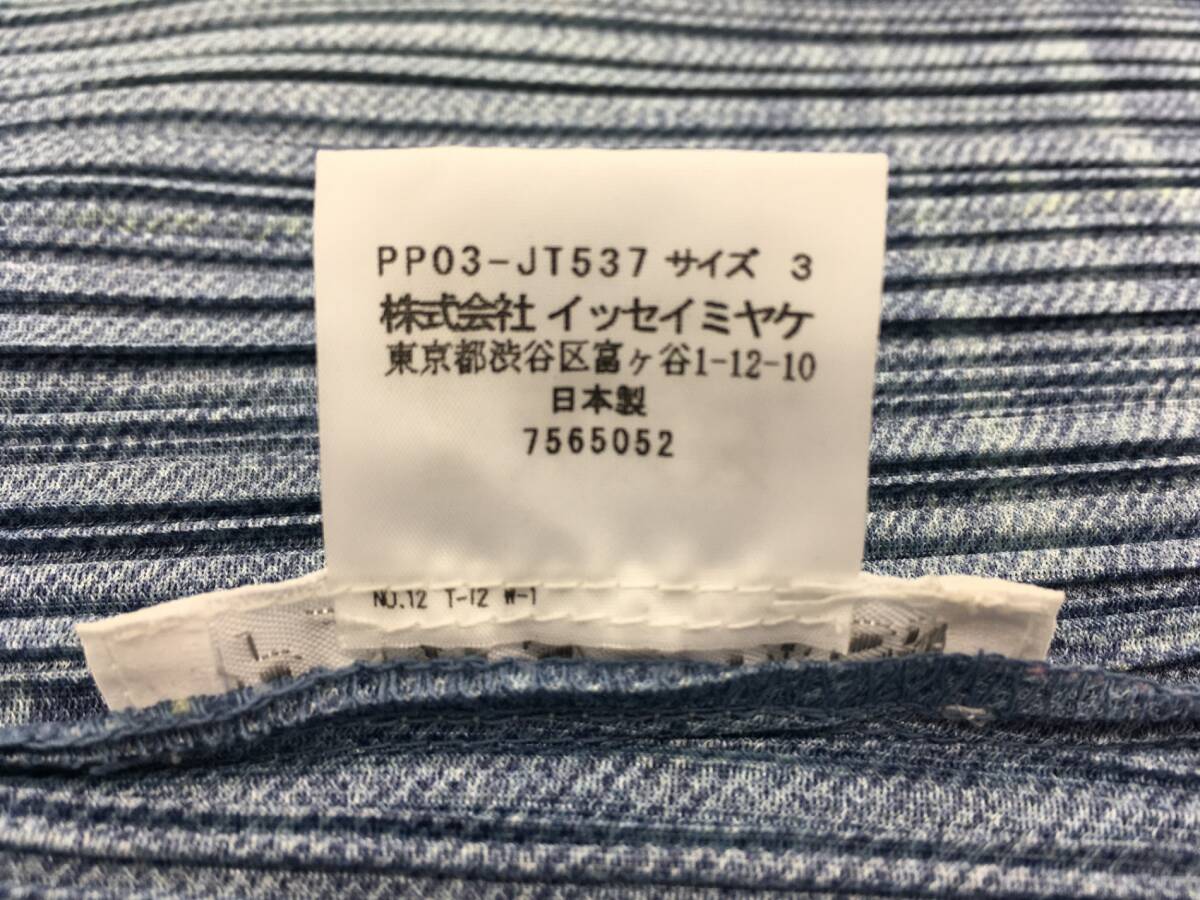 PP03-JT537 サイズ 3
株式会社 イッセイミヤケ
東京都渋谷区富ヶ谷1-12-10
日本製
7565052
NO.12 T-12 W-1